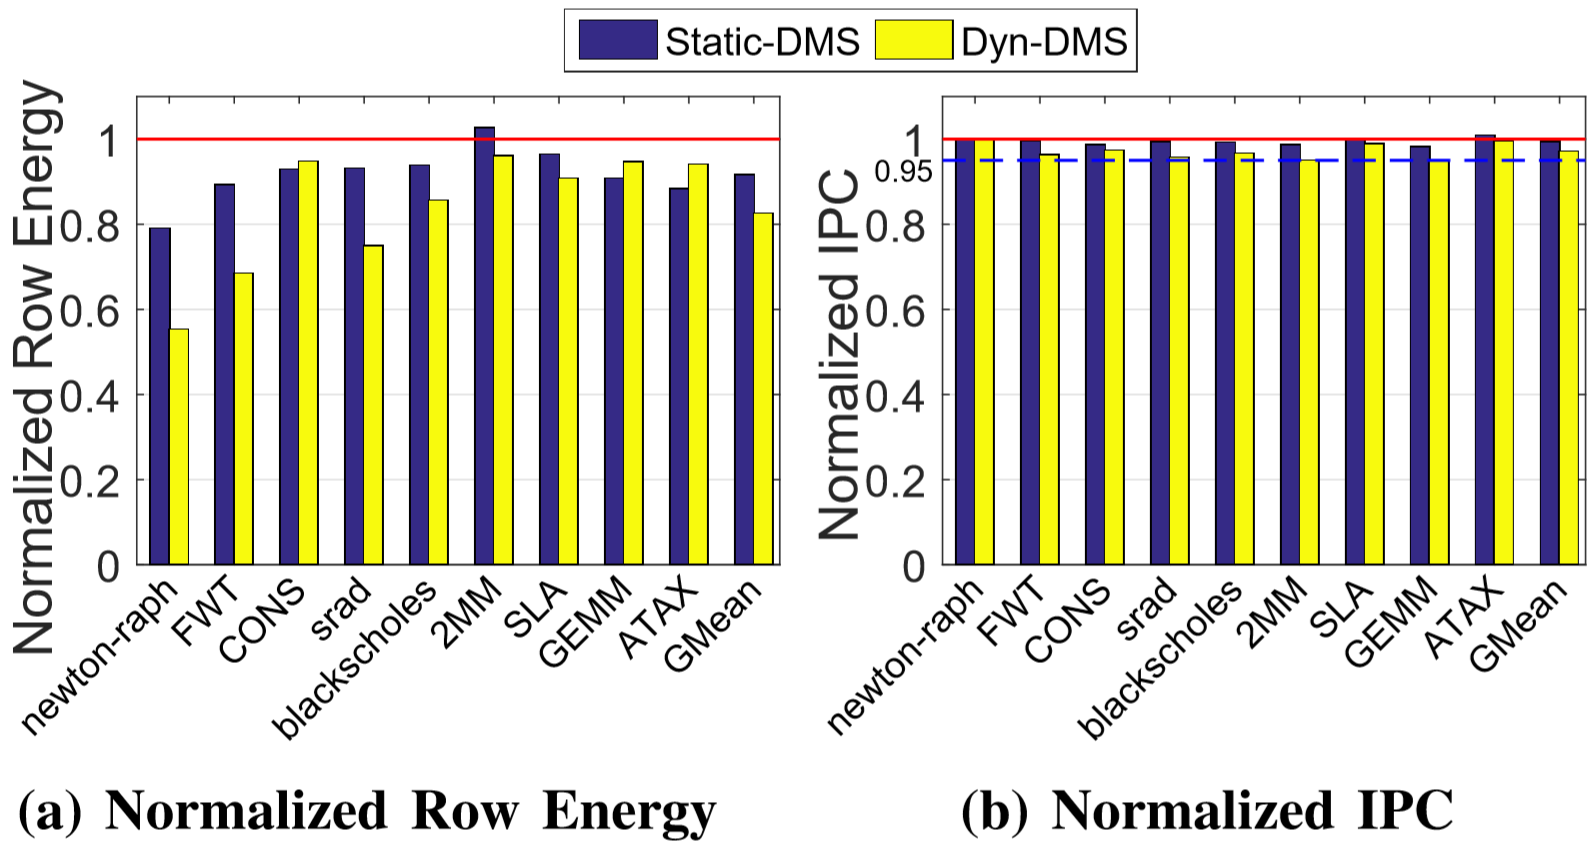 Static-DMS Dyn-DMS
Normalized Row Energy
1
0.8
0.6
0.4
0.2
0
newton-raph
FWT
CONS
srad
blackscholes
2MM
SLA
GEMM
ATAX
GMean
(a) Normalized Row Energy
Normalized IPC
1
0.95
0.8
0.6
0.4
0.2
0
newton-raph
FWT
CONS
srad
blackscholes
2MM
SLA
GEMM
ATAX
GMean
(b) Normalized IPC